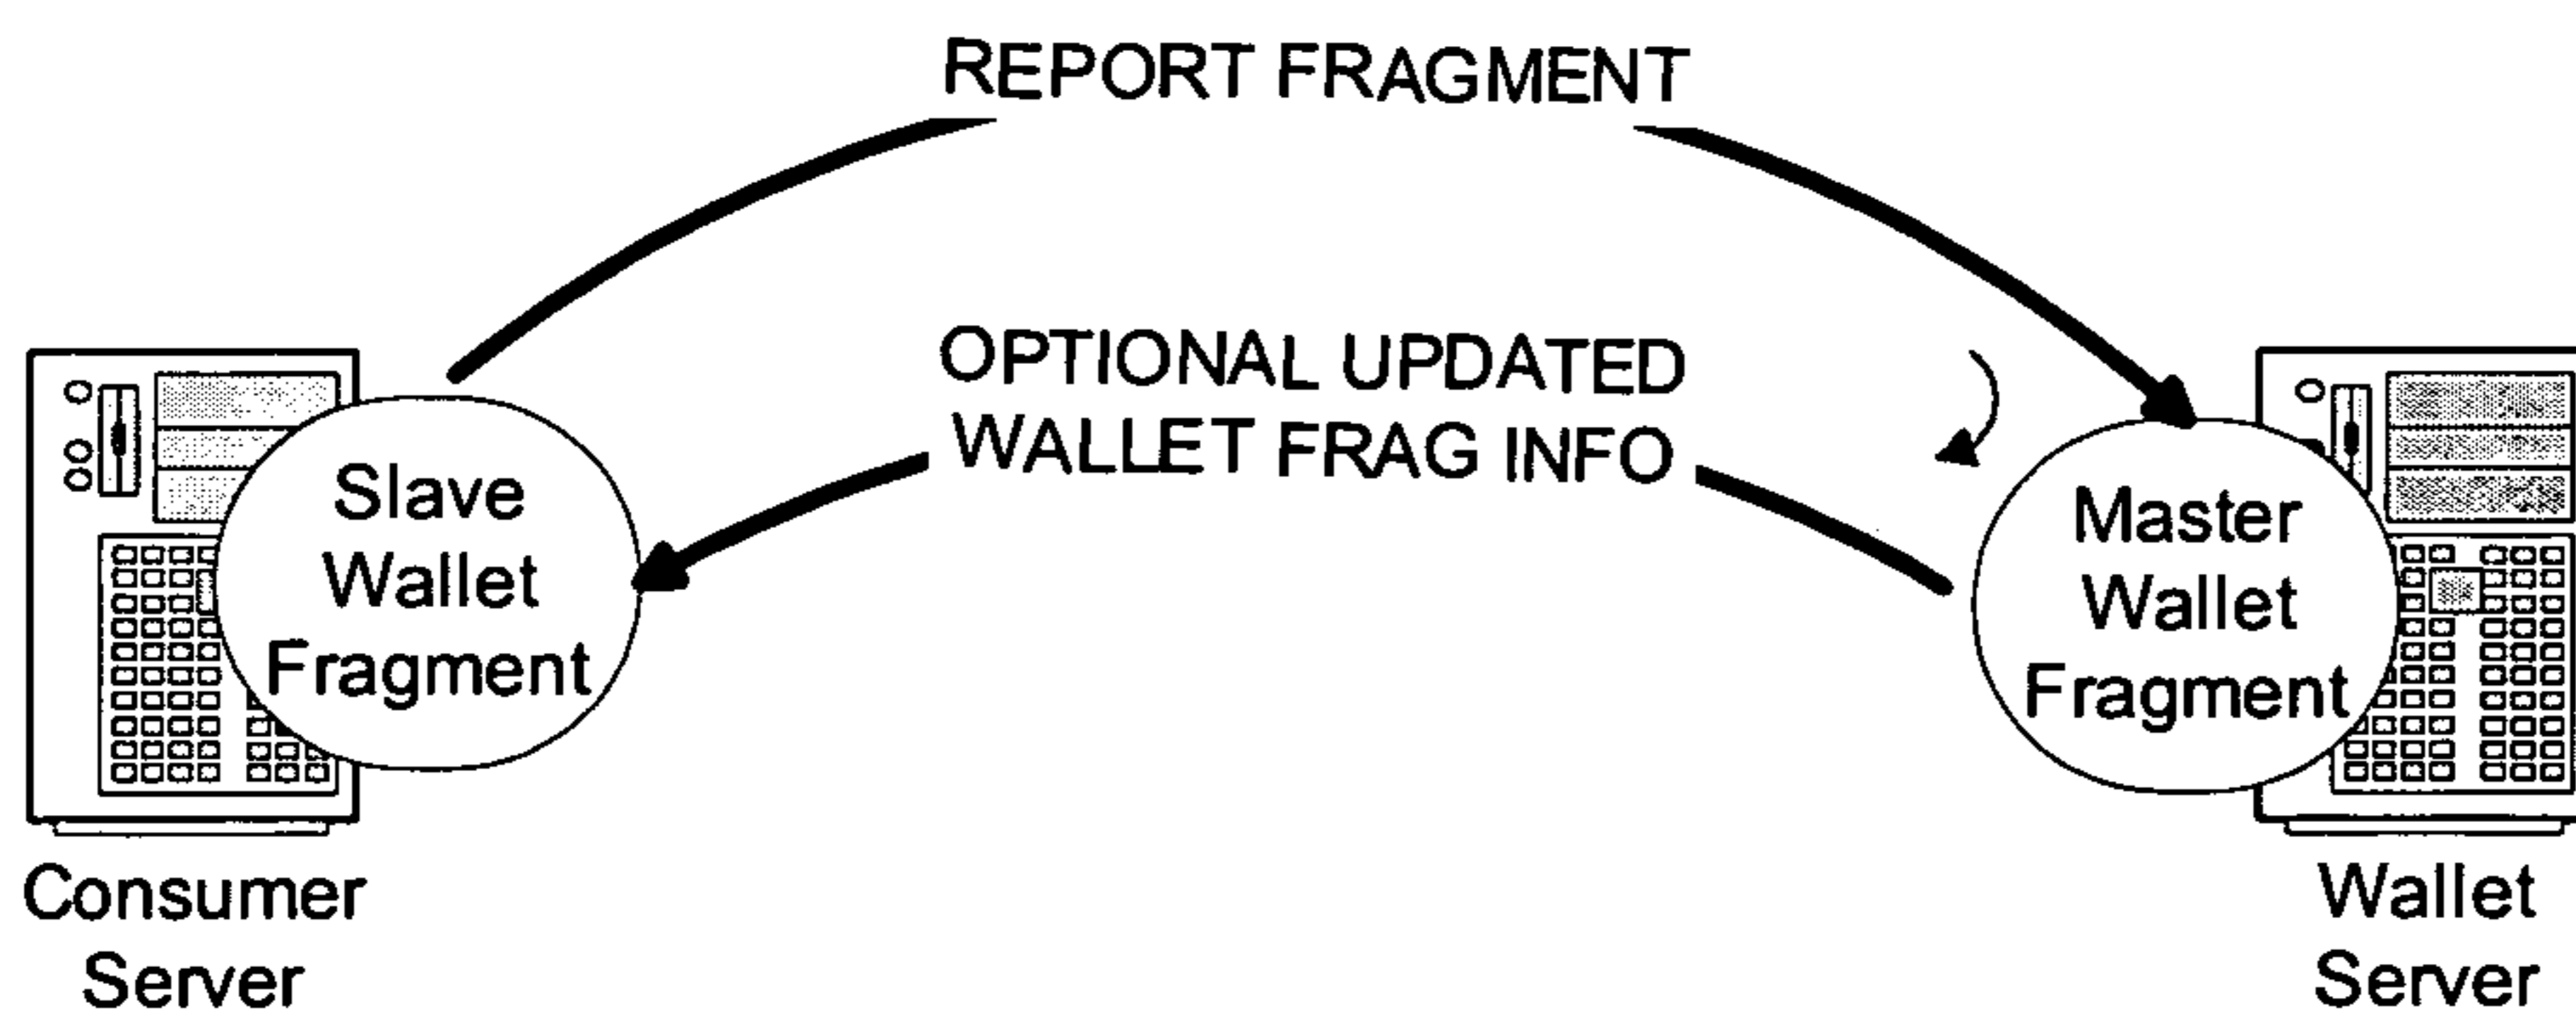 REPORT FRAGMENT
OPTIONAL UPDATED
WALLET FRAG INFO
Slave
Wallet
Fragment
Master
Wallet
Fragment
Consumer
Server
Wallet
Server